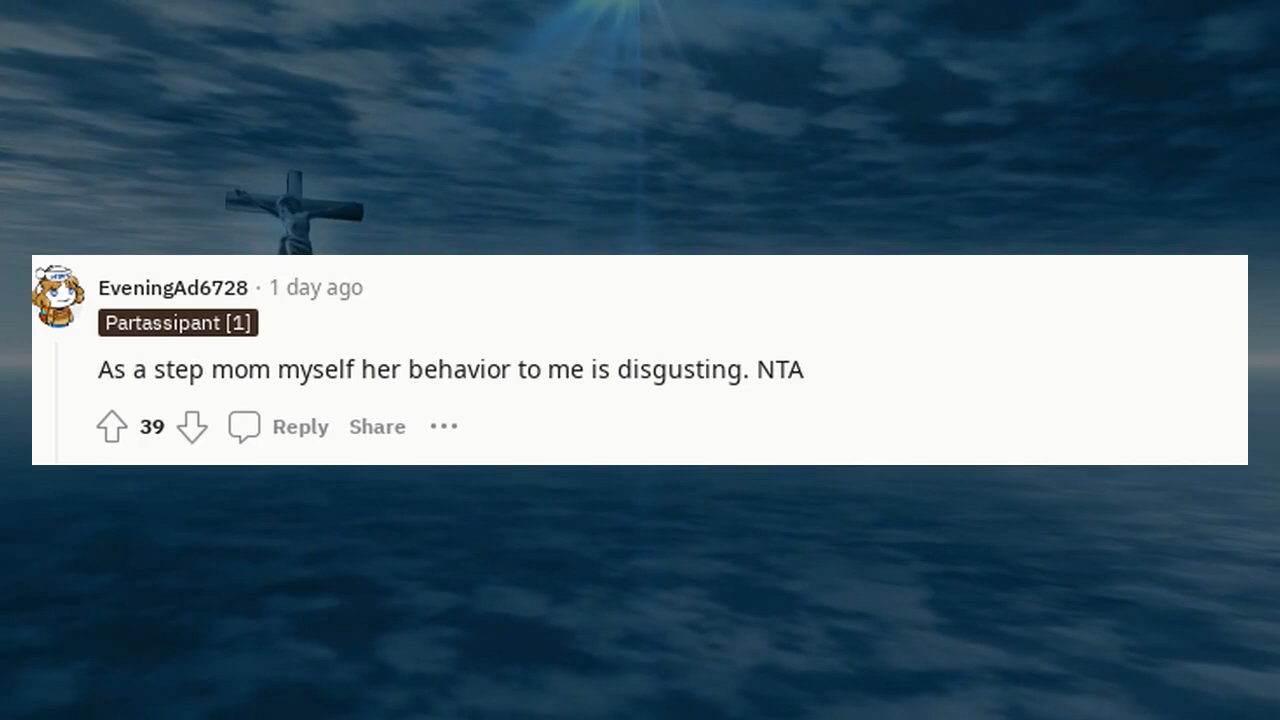 EveningAd6728 · 1 day ago
Partassipant [1]
As a step mom myself her behavior to me is disgusting. NTA
39 Reply Share ···